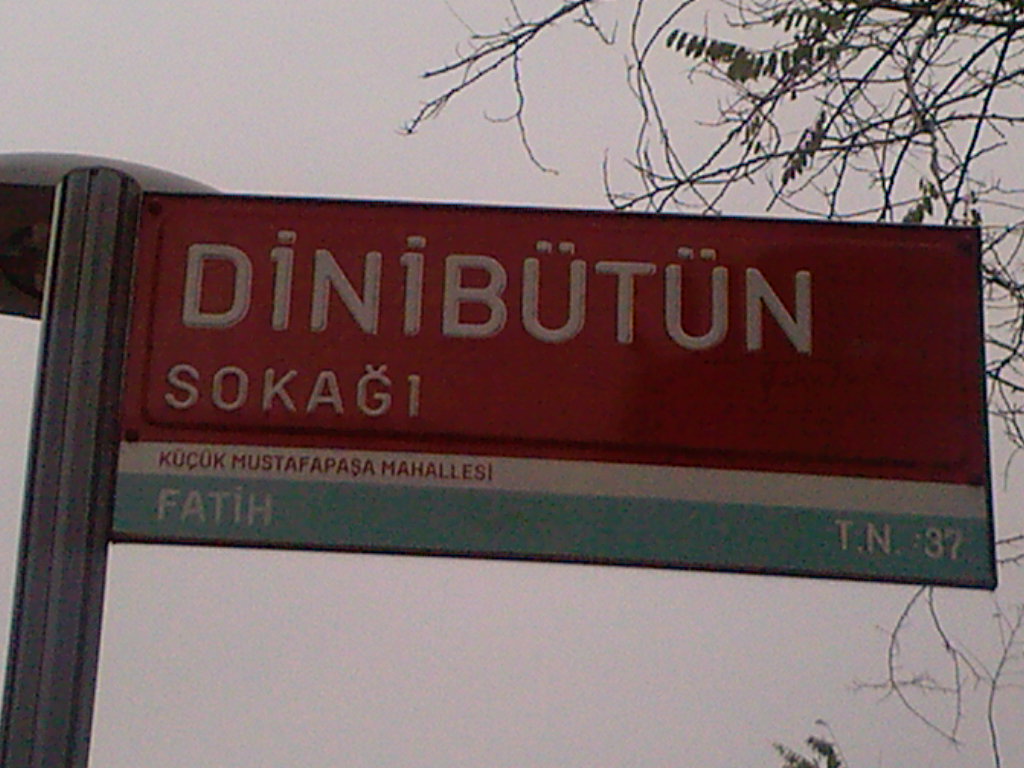 DİNİBÜTÜN
SOKAĞI
KÜÇÜK MUSTAFAPAŞA MAHALLESİ
FATİH
T.N. :37